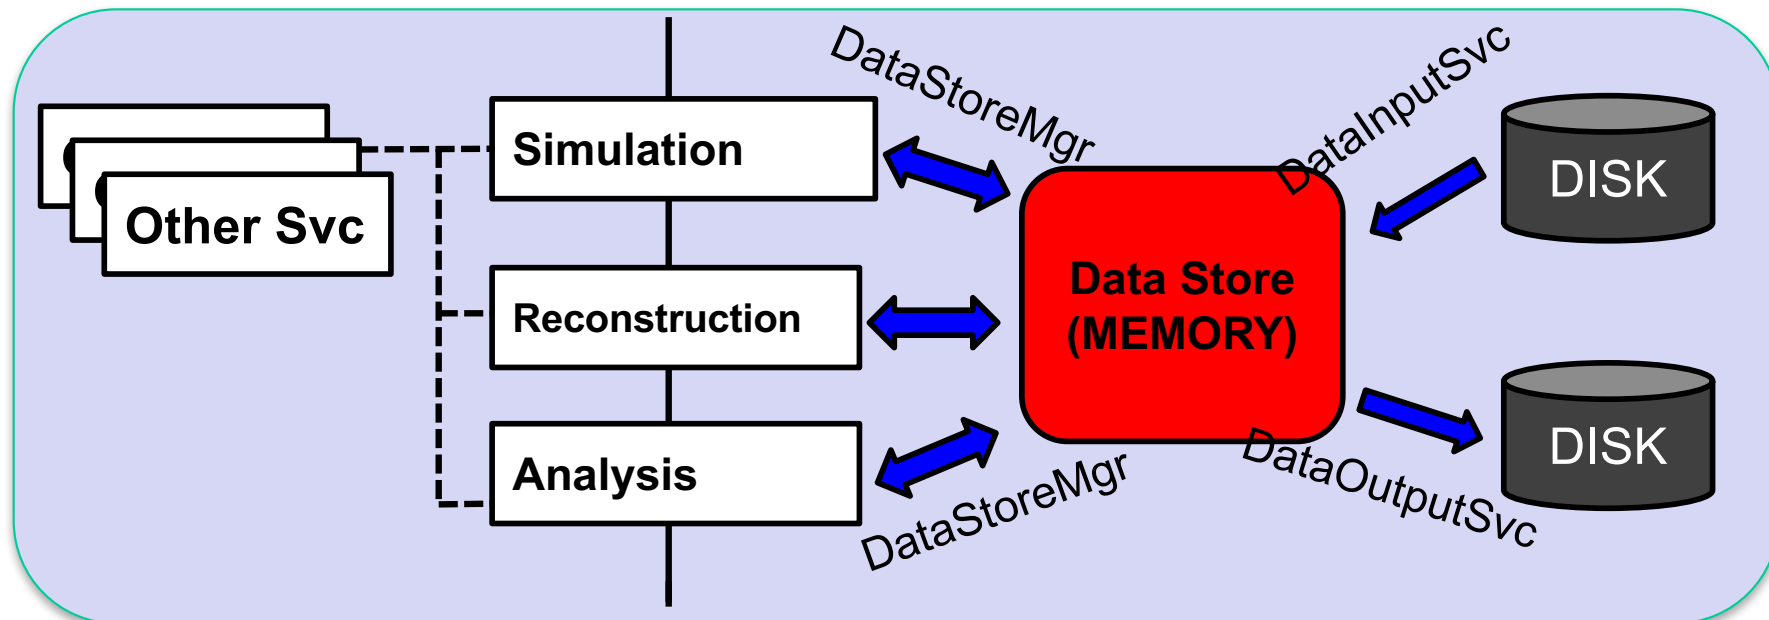 DataStoreMgr
DataInputSvc
Simulation
DISK
Other Svc
Data Store
(MEMORY)
Reconstruction
DISK
Analysis
DataStoreMgr
DataOutputSvc